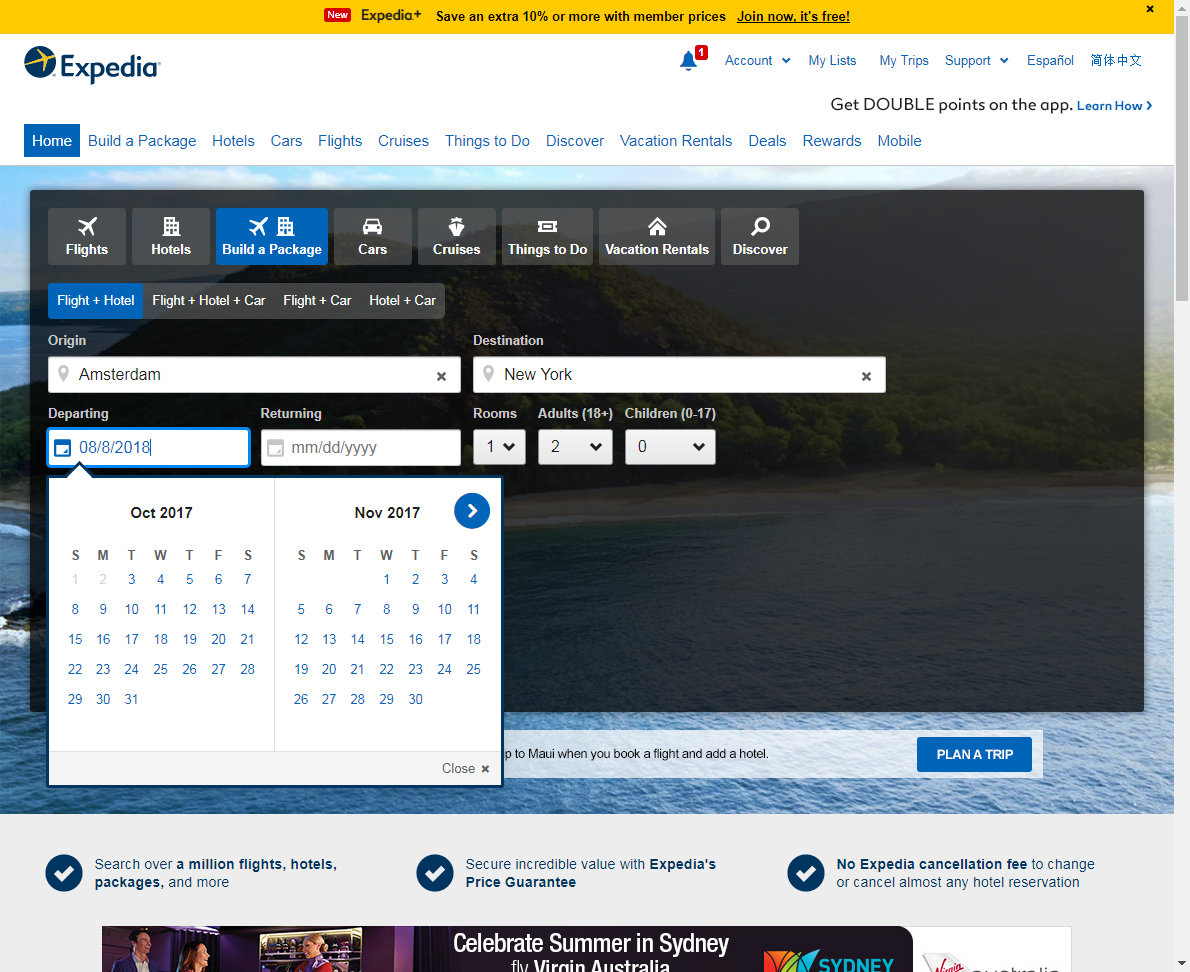 New Expedia+ Save an extra 10% or more with member prices Join now, it's free!
Expedia
1 Account My Lists My Trips Support Español 简体中文
Get DOUBLE points on the app. Learn How
Home Build a Package Hotels Cars Flights Cruises Things to Do Discover Vacation Rentals Deals Rewards Mobile
Flights Hotels Build a Package Cars Cruises Things to Do Vacation Rentals Discover
Flight + Hotel Flight + Hotel + Car Flight + Car Hotel + Car
Origin Destination
Amsterdam New York
Departing Returning Rooms Adults (18+) Children (0-17)
08/8/2018 mm/dd/yyyy 1 2 0
Oct 2017 Nov 2017
S M T W T F S S M T W T F S
1 2 3 4 5 6 7 1 2 3 4
8 9 10 11 12 13 14 5 6 7 8 9 10 11
15 16 17 18 19 20 21 12 13 14 15 16 17 18
22 23 24 25 26 27 28 19 20 21 22 23 24 25
29 30 31 26 27 28 29 30
p to Maui when you book a flight and add a hotel. PLAN A TRIP
Close
Search over a million flights, hotels,
packages, and more
Secure incredible value with Expedia's
Price Guarantee
No Expedia cancellation fee to change
or cancel almost any hotel reservation
Celebrate Summer in Sydney
fly Virgin Australia
SYDNEY
Virgin australia